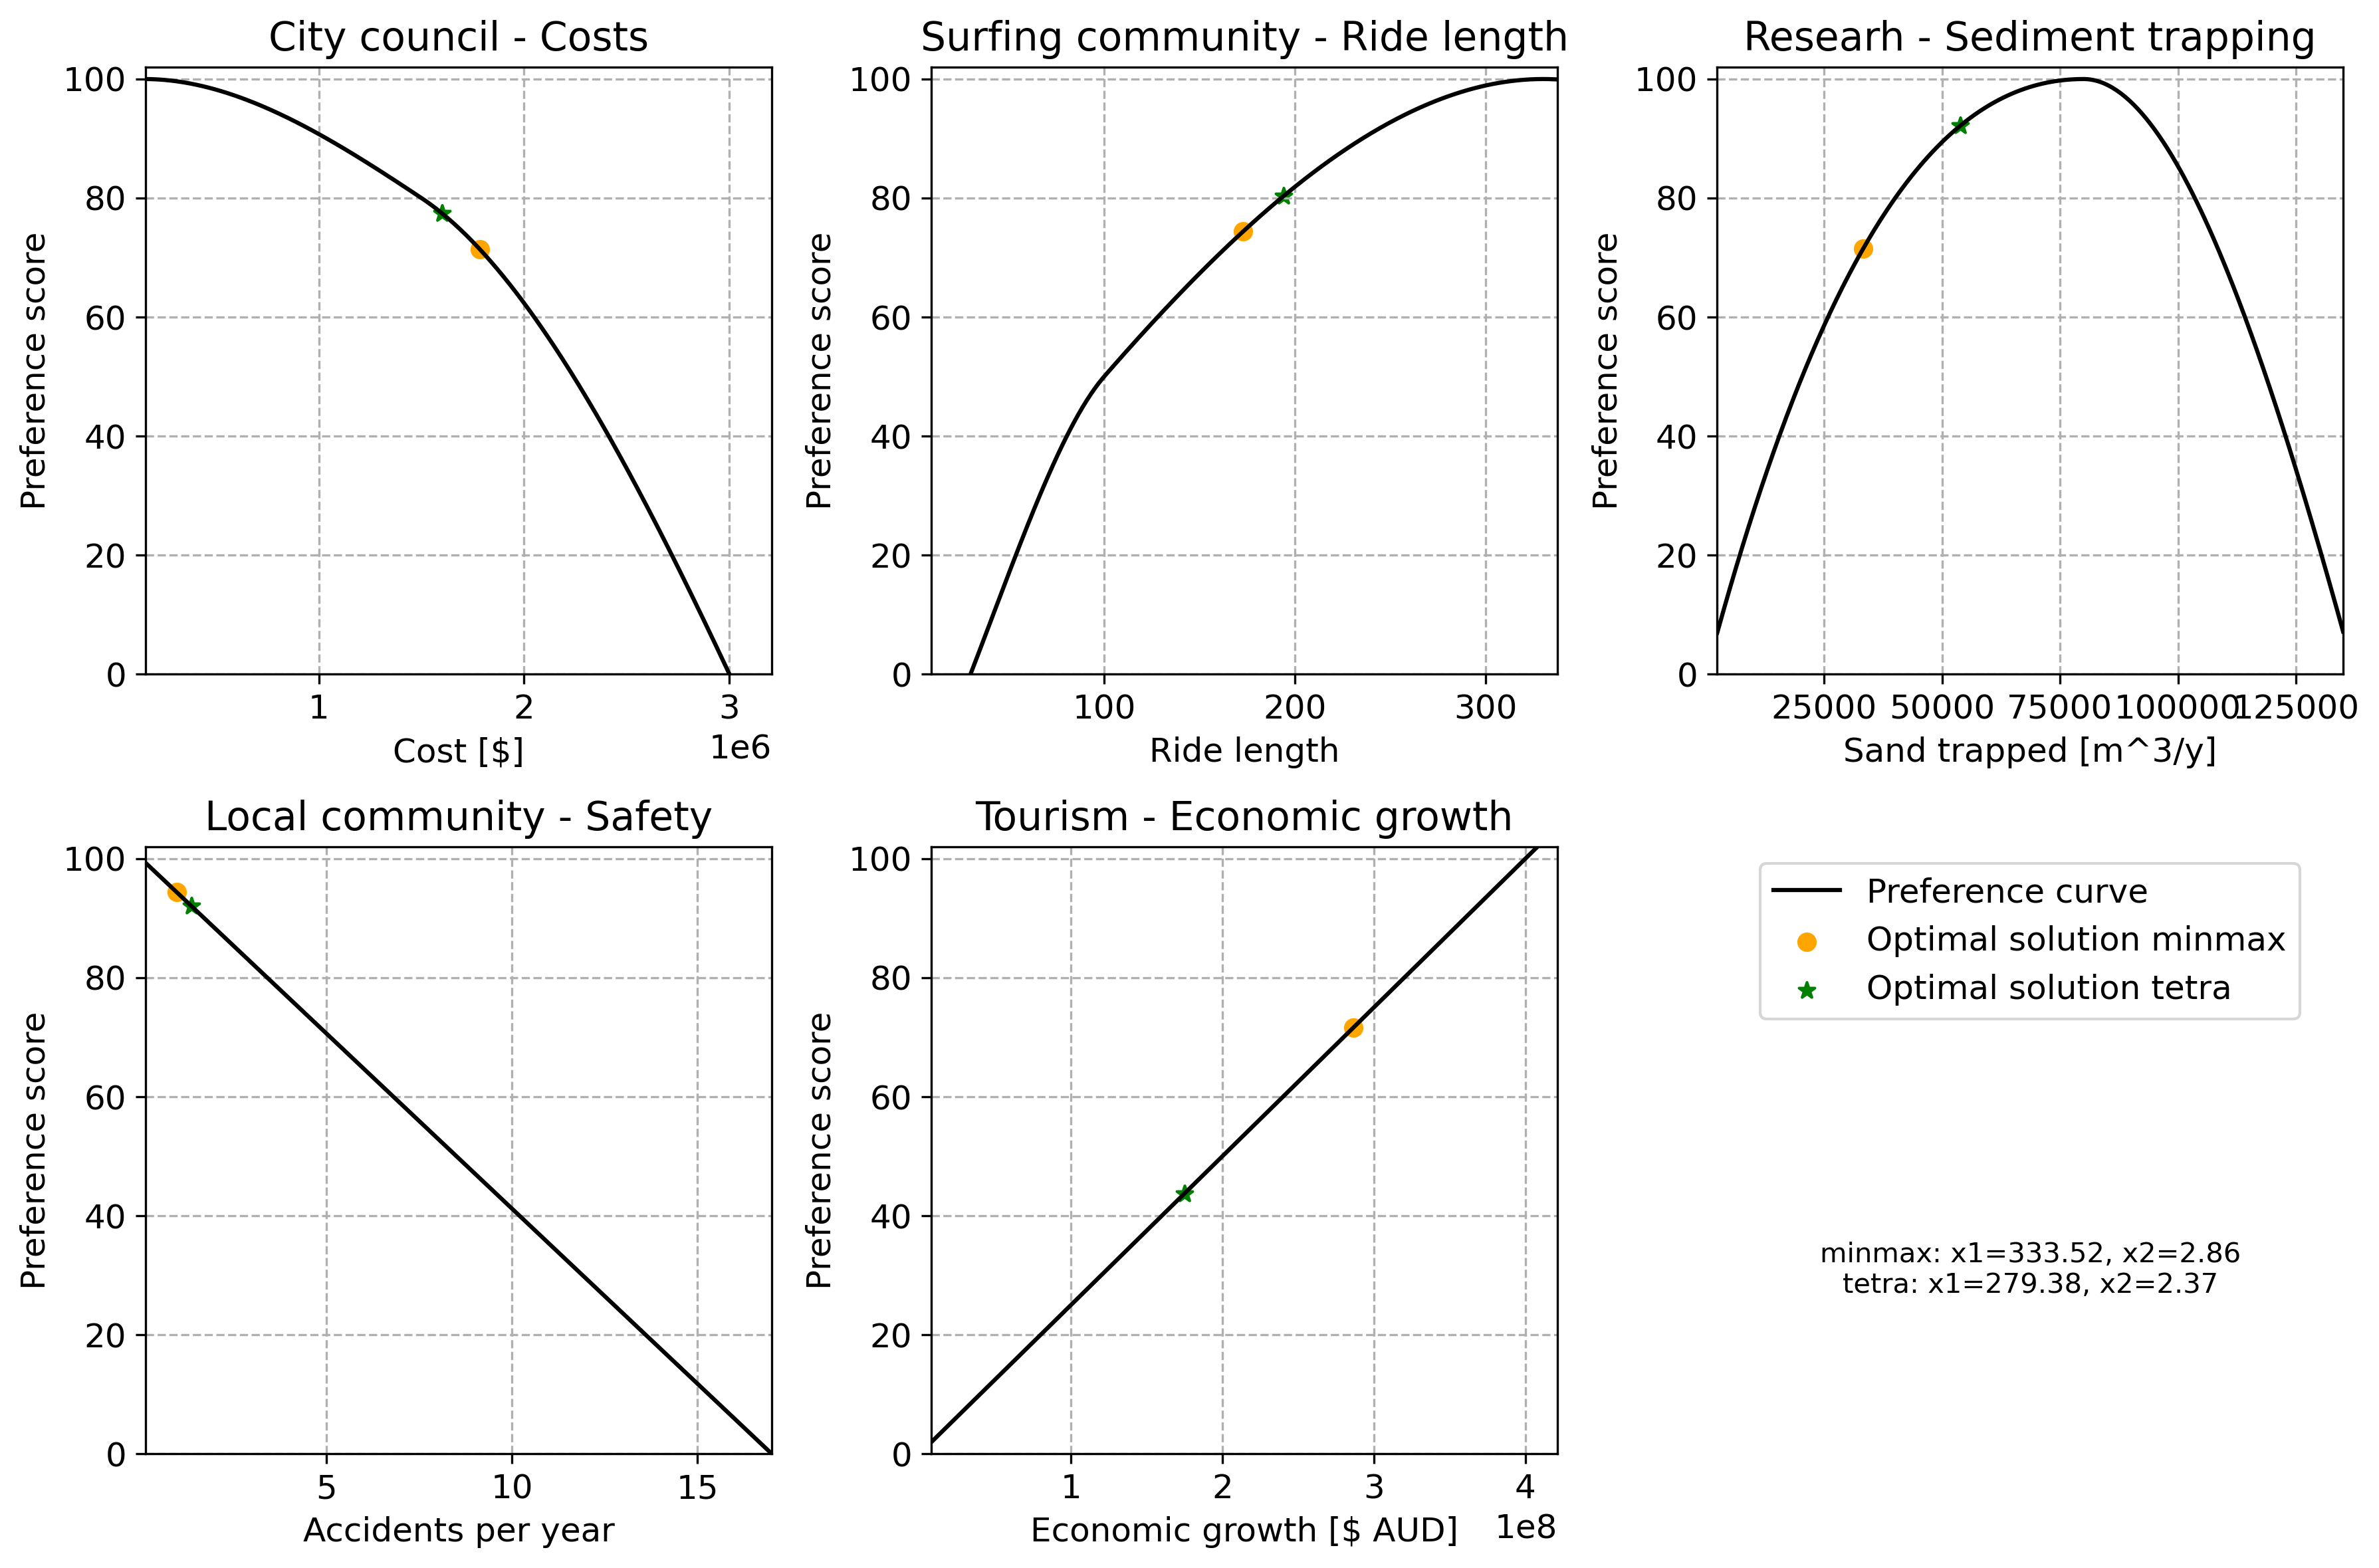 City council - Costs
100
80
60
40
20
0
Preference score
1
2
3
1e6
Cost [$]
Surfing community - Ride length
100
80
60
40
20
0
Preference score
100
200
300
Ride length
Researh - Sediment trapping
100
80
60
40
20
0
Preference score
25000
50000
75000
100000
125000
Sand trapped [m^3/y]
Local community - Safety
100
80
60
40
20
0
Preference score
5
10
15
Accidents per year
Tourism - Economic growth
100
80
60
40
20
0
Preference score
1
2
3
4
1e8
Economic growth [$ AUD]
Preference curve
Optimal solution minmax
Optimal solution tetra
minmax: x1=333.52, x2=2.86
tetra: x1=279.38, x2=2.37